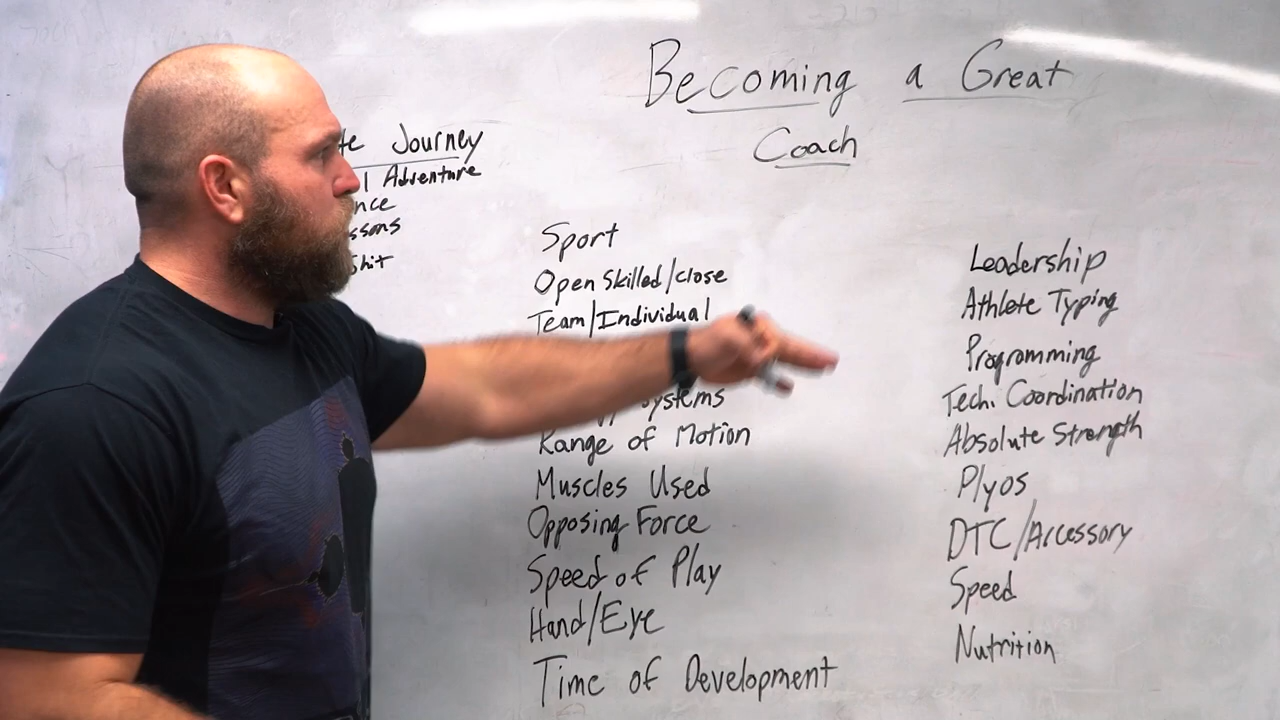 Becoming a Great
Coach
Journey
Adventure
Sport
Open Skilled/close
Team/Individual
Systems
Range of Motion
Muscles Used
Opposing Force
Speed of Play
Hand/Eye
Time of Development
Leadership
Athlete Typing
Programming
Tech. Coordination
Absolute Strength
Plyos
DTC/Accessory
Speed
Nutrition